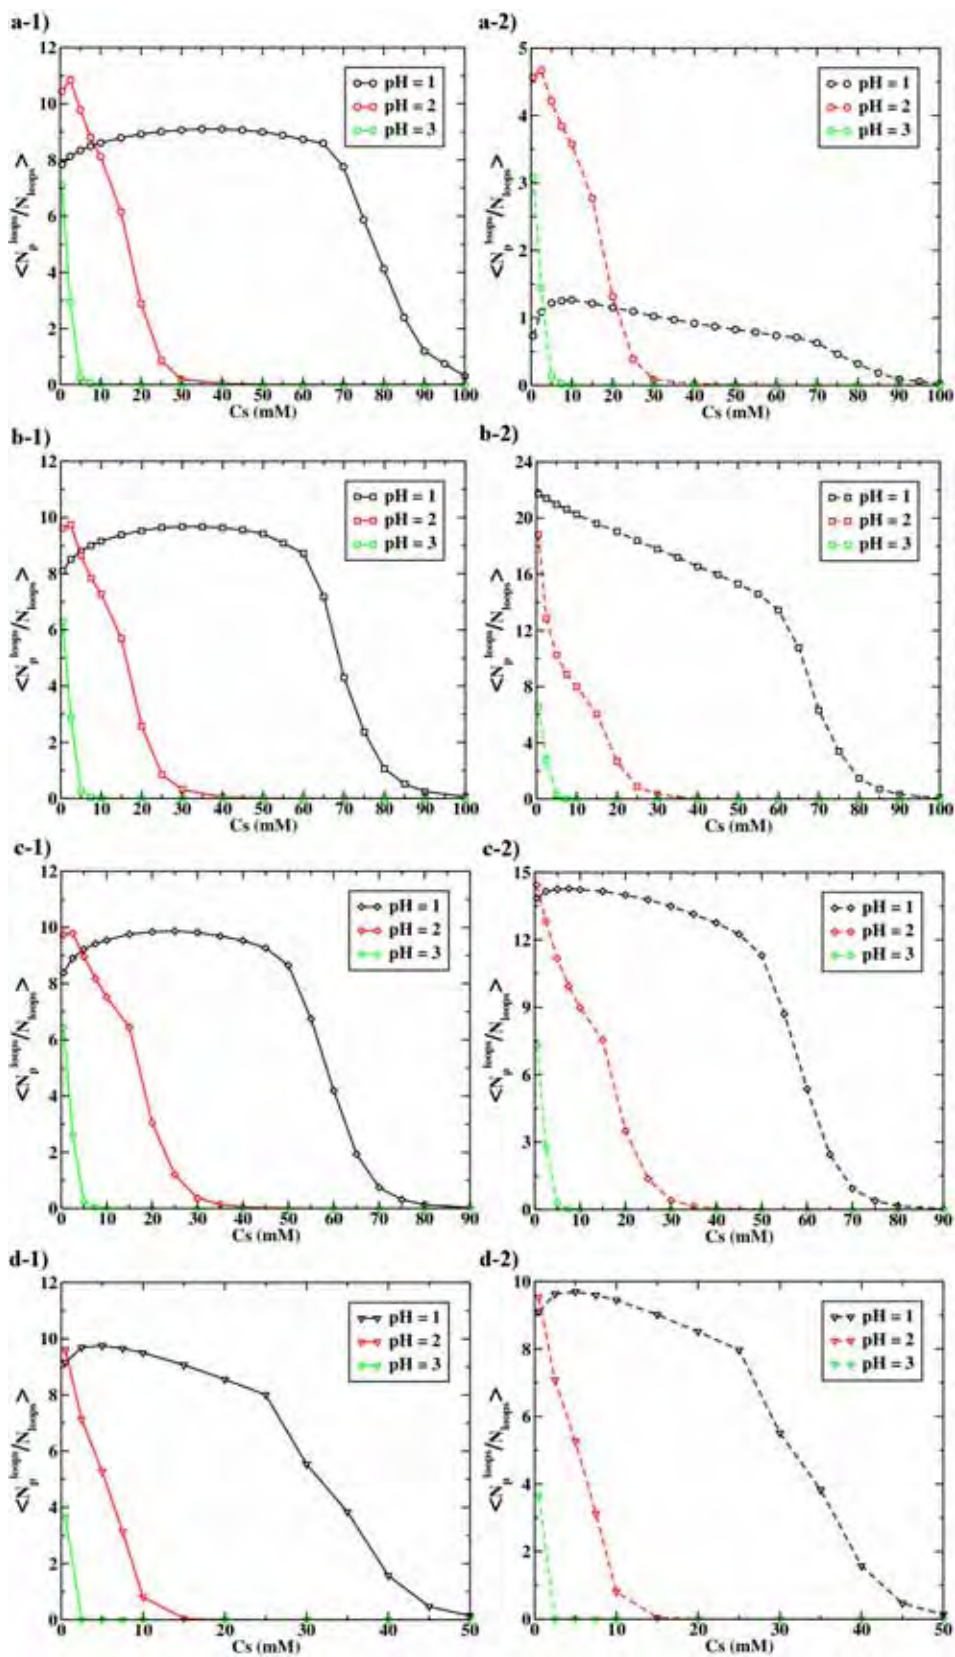 a-1)
12
10
8
6
4
2
0
<N_p^loops/N_loops>
pH = 1
pH = 2
pH = 3
0 10 20 30 40 50 60 70 80 90 100
Cs (mM)
a-2)
5
4
3
2
1
0
<N_p^loops/N_loops>
pH = 1
pH = 2
pH = 3
0 10 20 30 40 50 60 70 80 90 100
Cs (mM)
b-1)
12
10
8
6
4
2
0
<N_p^loops/N_loops>
pH = 1
pH = 2
pH = 3
0 10 20 30 40 50 60 70 80 90 100
Cs (mM)
b-2)
24
20
16
12
8
4
0
<N_p^loops/N_loops>
pH = 1
pH = 2
pH = 3
0 10 20 30 40 50 60 70 80 90 100
Cs (mM)
c-1)
12
10
8
6
4
2
0
<N_p^loops/N_loops>
pH = 1
pH = 2
pH = 3
0 10 20 30 40 50 60 70 80 90
Cs (mM)
c-2)
15
12
9
6
3
0
<N_p^loops/N_loops>
pH = 1
pH = 2
pH = 3
0 10 20 30 40 50 60 70 80 90
Cs (mM)
d-1)
12
10
8
6
4
2
0
<N_p^loops/N_loops>
pH = 1
pH = 2
pH = 3
0 10 20 30 40 50
Cs (mM)
d-2)
10
8
6
4
2
0
<N_p^loops/N_loops>
pH = 1
pH = 2
pH = 3
0 10 20 30 40 50
Cs (mM)